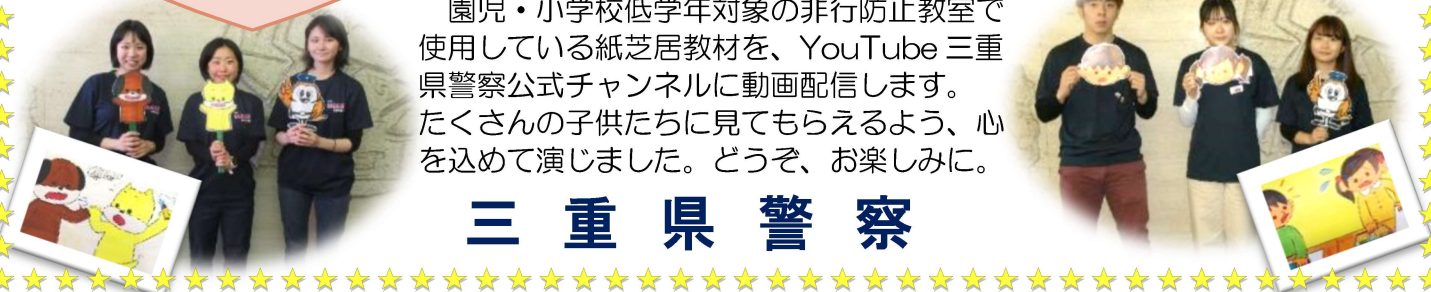 園児・小学校低学年対象の非行防止教室で
使用している紙芝居教材を、YouTube 三重
県警察公式チャンネルに動画配信します。
たくさんの子供たちに見てもらえるよう、心
を込めて演じました。どうぞ、お楽しみに。
三重県警察